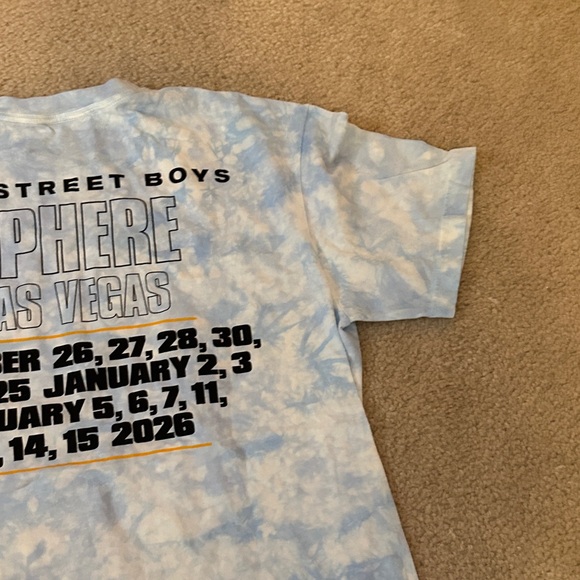 STREET BOYS
PHERE
AS VEGAS
BER 26, 27, 28, 30,
25 JANUARY 2, 3
UARY 5, 6, 7, 11,
, 14, 15 2026